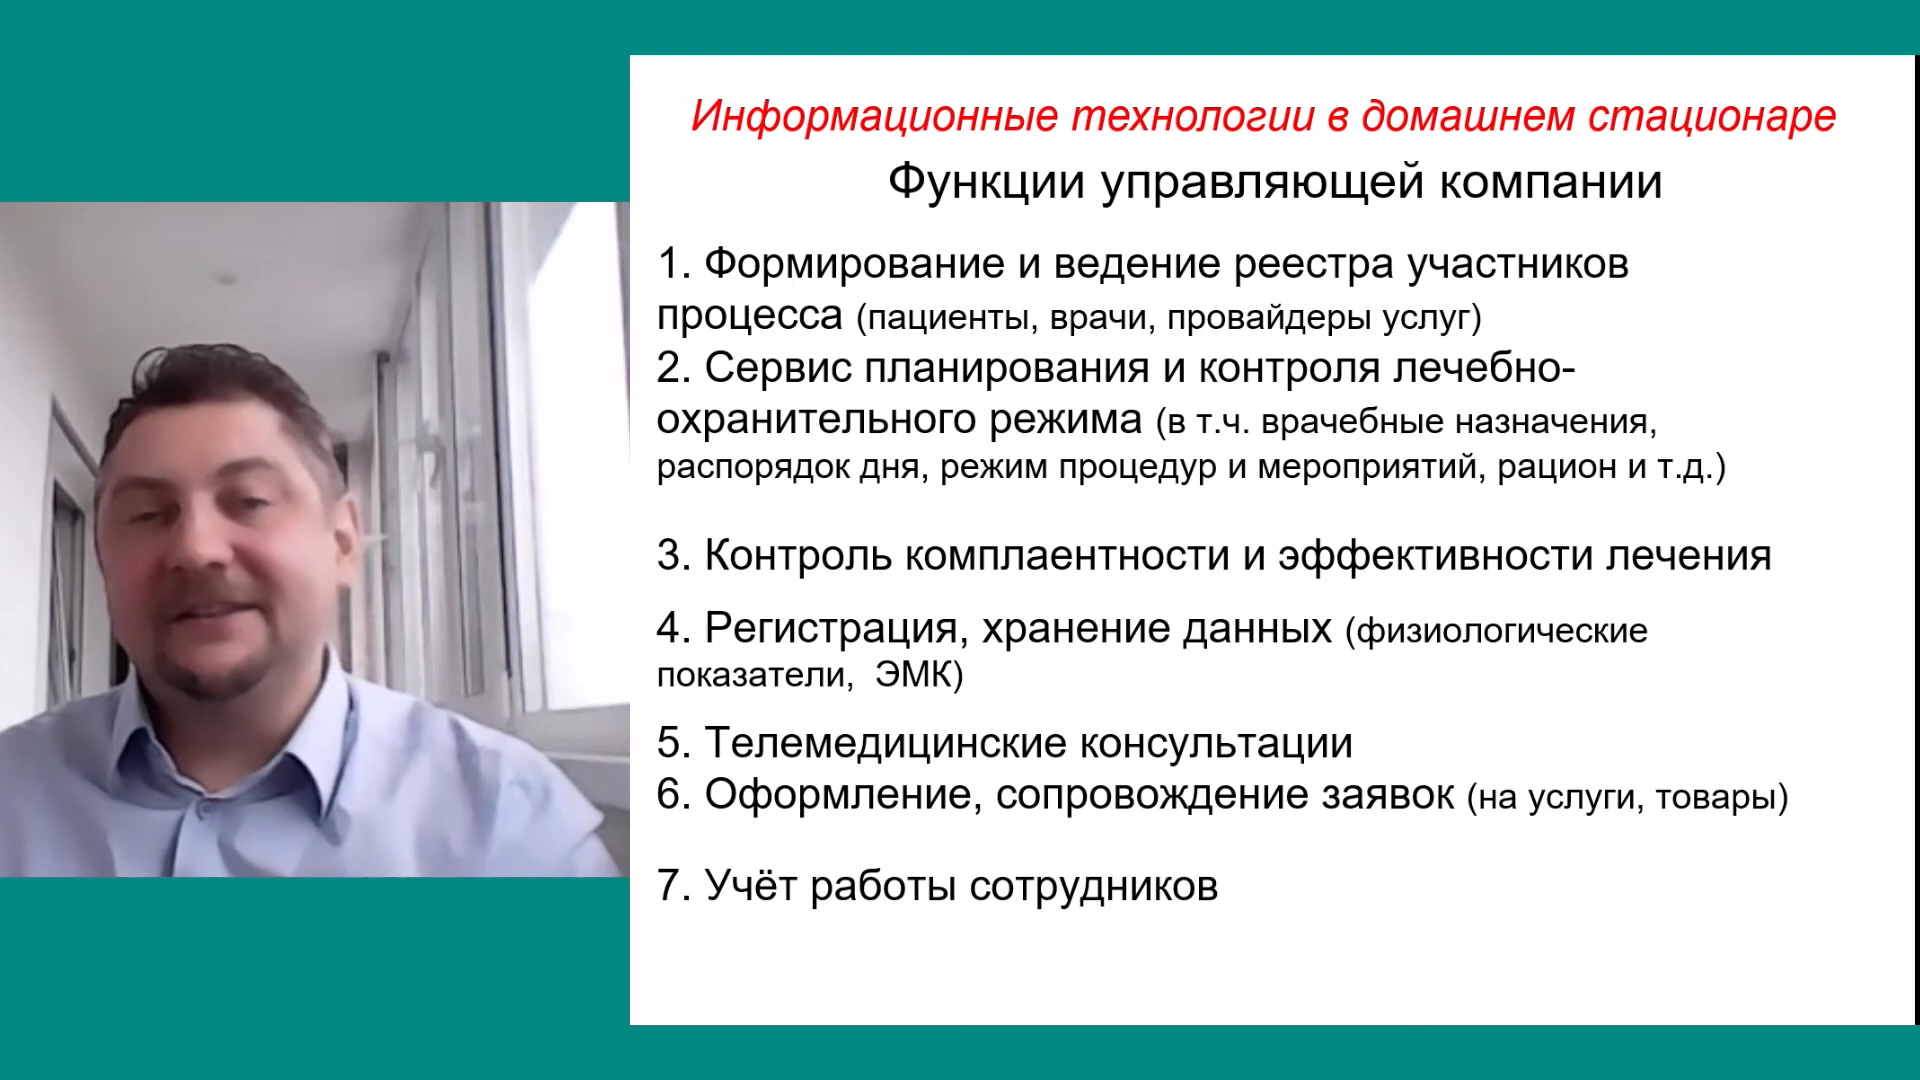 Информационные технологии в домашнем стационаре
Функции управляющей компании
1. Формирование и ведение реестра участников
процесса (пациенты, врачи, провайдеры услуг)
2. Сервис планирования и контроля лечебно-
охранительного режима (в т.ч. врачебные назначения,
распорядок дня, режим процедур и мероприятий, рацион и т.д.)
3. Контроль комплаентности и эффективности лечения
4. Регистрация, хранение данных (физиологические
показатели,  ЭМК)
5. Телемедицинские консультации
6. Оформление, сопровождение заявок (на услуги, товары)
7. Учёт работы сотрудников